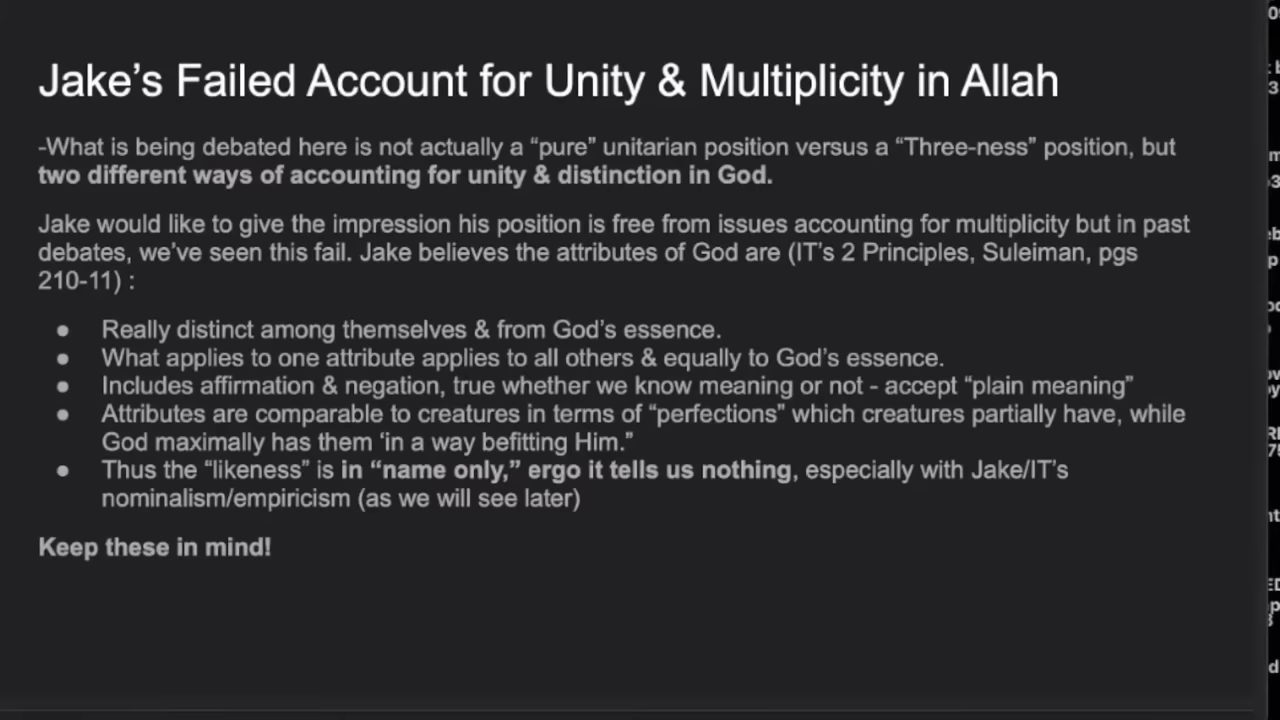 Jake’s Failed Account for Unity & Multiplicity in Allah
-What is being debated here is not actually a “pure” unitarian position versus a “Three-ness” position, but
two different ways of accounting for unity & distinction in God.
Jake would like to give the impression his position is free from issues accounting for multiplicity but in past
debates, we’ve seen this fail. Jake believes the attributes of God are (IT’s 2 Principles, Suleiman, pgs
210-11) :
● Really distinct among themselves & from God’s essence.
● What applies to one attribute applies to all others & equally to God’s essence.
● Includes affirmation & negation, true whether we know meaning or not - accept “plain meaning”
● Attributes are comparable to creatures in terms of “perfections” which creatures partially have, while
God maximally has them ‘in a way befitting Him.”
● Thus the “likeness” is in “name only,” ergo it tells us nothing, especially with Jake/IT’s
nominalism/empiricism (as we will see later)
Keep these in mind!